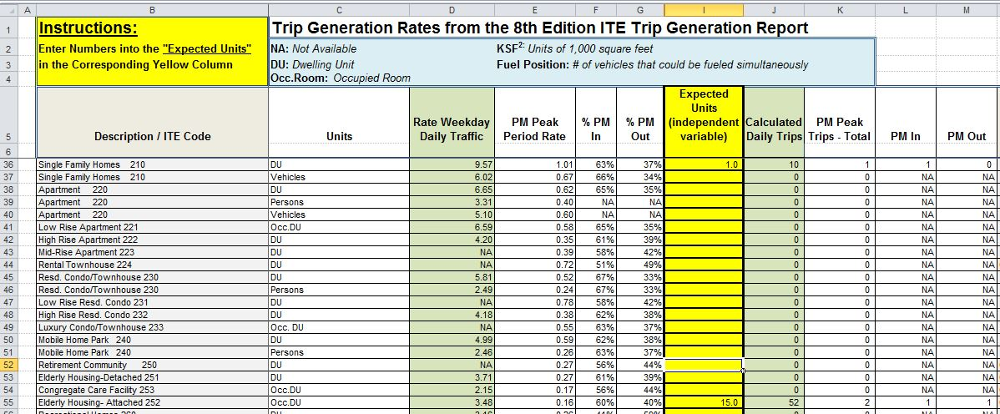 A B C D E F G I J K L M
1 Instructions: Trip Generation Rates from the 8th Edition ITE Trip Generation Report
2 Enter Numbers into the "Expected Units" NA: Not Available KSF2: Units of 1,000 square feet
3 in the Corresponding Yellow Column DU: Dwelling Unit Fuel Position: # of vehicles that could be fueled simultaneously
4 Occ.Room: Occupied Room
Expected
Units
Rate Weekday PM Peak % PM % PM (independent Calculated PM Peak
5 Description / ITE Code Units Daily Traffic Period Rate In Out variable) Daily Trips Trips - Total PM In PM Out
6
36 Single Family Homes 210 DU 9.57 1.01 63% 37% 1.0 10 1 1 0
37 Single Family Homes 210 Vehicles 6.02 0.67 66% 34% 0 0 NA NA
38 Apartment 220 DU 6.65 0.62 65% 35% 0 0 NA NA
39 Apartment 220 Persons 3.31 0.40 NA NA 0 0 NA NA
40 Apartment 220 Vehicles 5.10 0.60 NA NA 0 0 NA NA
41 Low Rise Apartment 221 Occ.DU 6.59 0.58 65% 35% 0 0 NA NA
42 High Rise Apartment 222 DU 4.20 0.35 61% 39% 0 0 NA NA
43 Mid-Rise Apartment 223 DU NA 0.39 58% 42% 0 0 NA NA
44 Rental Townhouse 224 DU NA 0.72 51% 49% 0 0 NA NA
45 Resd. Condo/Townhouse 230 DU 5.81 0.52 67% 33% 0 0 NA NA
46 Resd. Condo/Townhouse 230 Persons 2.49 0.24 67% 33% 0 0 NA NA
47 Low Rise Resd. Condo 231 DU NA 0.78 58% 42% 0 0 NA NA
48 High Rise Resd. Condo 232 DU 4.18 0.38 62% 38% 0 0 NA NA
49 Luxury Condo/Townhouse 233 Occ. DU NA 0.55 63% 37% 0 0 NA NA
50 Mobile Home Park 240 DU 4.99 0.59 62% 38% 0 0 NA NA
51 Mobile Home Park 240 Persons 2.46 0.26 63% 37% 0 0 NA NA
52 Retirement Community 250 DU NA 0.27 56% 44% 0 0 NA NA
53 Elderly Housing-Detached 251 DU 3.71 0.27 61% 39% 0 0 NA NA
54 Congregate Care Facility 253 Occ.DU 2.15 0.17 56% 44% 0 0 NA NA
55 Elderly Housing- Attached 252 Occ.DU 3.48 0.16 60% 40% 15.0 52 2 1 1